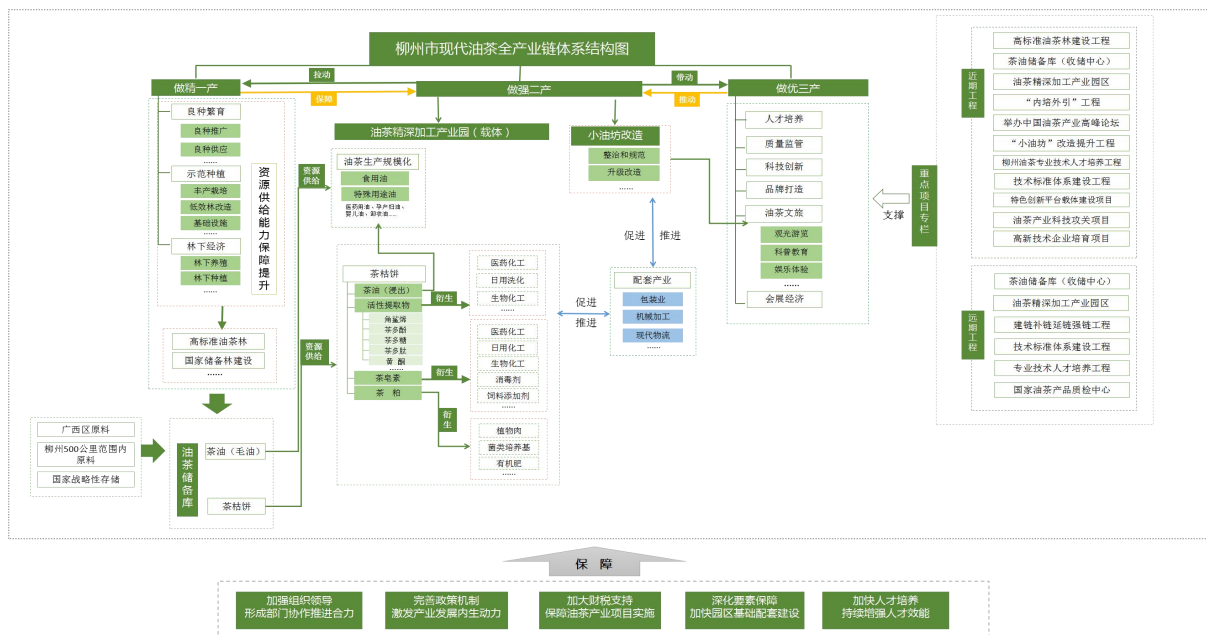 柳州市现代油茶全产业链体系结构图
做精一产
拉动
保障
做强二产
带动
推动
做优三产
良种繁育
良种推广
良种供应
……
示范种植
丰产栽培
低效林改造
基础设施
……
林下经济
林下养殖
林下种植
……
资源供给能力保障提升
高标准油茶林
国家储备林建设
……
广西区原料
柳州500公里范围内
原料
国家战略性存储
油茶储备库
茶油（毛油）
茶枯饼
资源
供给
资源
供给
油茶精深加工产业园（载体）
油茶生产规模化
食用油
特殊用途油
医药用油、孕产妇油、
婴儿油、卸妆油……
茶枯饼
茶油（浸出）
活性提取物
角鲨烯
茶多酚
茶多糖
茶多肽
黄 酮
……
茶皂素
茶 粕
衍生
衍生
衍生
医药化工
日用洗化
生物化工
……
医药化工
日用化工
生物化工
消毒剂
饲料添加剂
……
植物肉
菌类培养基
有机肥
……
小油坊改造
整治和规范
升级改造
……
促进
推进
促进
推进
配套产业
包装业
机械加工
现代物流
……
人才培养
质量监管
科技创新
品牌打造
油茶文旅
观光游览
科普教育
娱乐体验
……
会展经济
支撑
重点项目专栏
近期工程
高标准油茶林建设工程
茶油储备库（收储中心）
油茶精深加工产业园区
“内培外引”工程
举办中国油茶产业高峰论坛
“小油坊”改造提升工程
柳州油茶专业技术人才培养工程
技术标准体系建设工程
特色创新平台载体建设项目
油茶产业科技攻关项目
高新技术企业培育项目
远期工程
茶油储备库（收储中心）
油茶精深加工产业园区
建链补链延链强链工程
技术标准体系建设工程
专业技术人才培养工程
国家油茶产品质检中心
保 障
加强组织领导
形成部门协作推进合力
完善政策机制
激发产业发展内生动力
加大财税支持
保障油茶产业项目实施
深化要素保障
加快园区基础配套建设
加快人才培养
持续增强人才效能